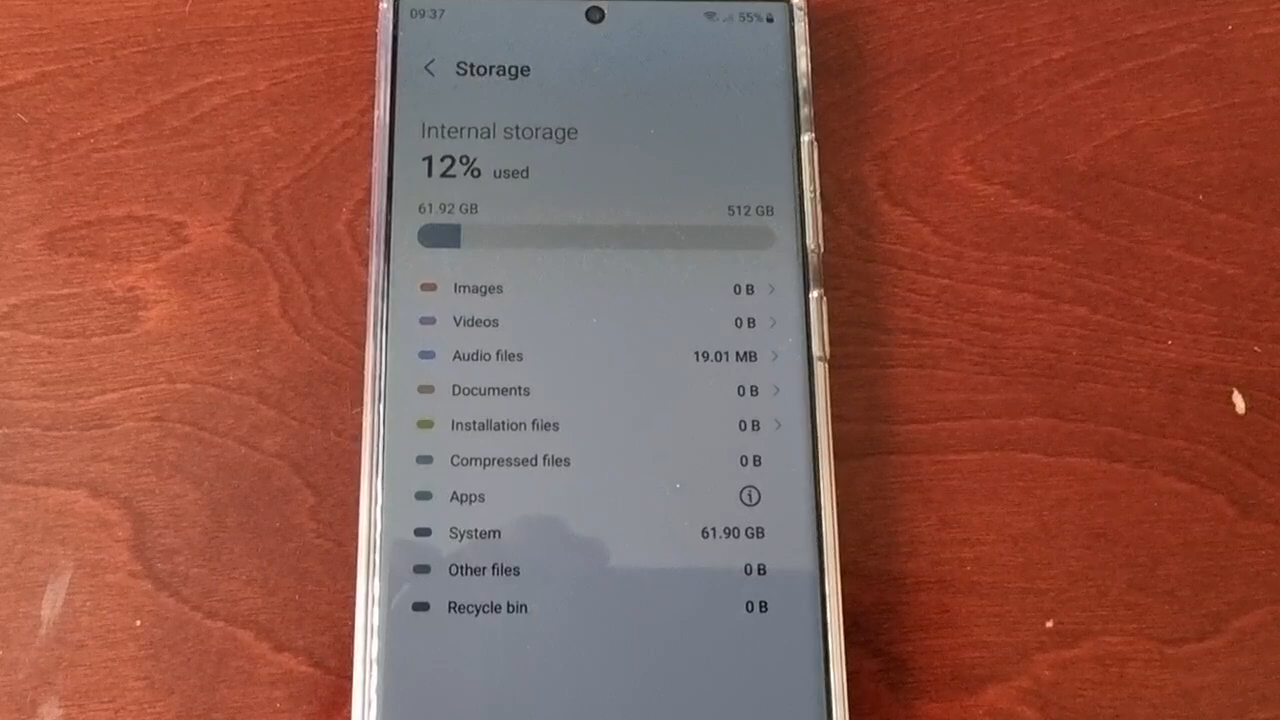 09:37 55%
Storage
Internal storage
12% used
61.92 GB 512 GB
Images 0 B
Videos 0 B
Audio files 19.01 MB
Documents 0 B
Installation files 0 B
Compressed files 0 B
Apps
System 61.90 GB
Other files 0 B
Recycle bin 0 B